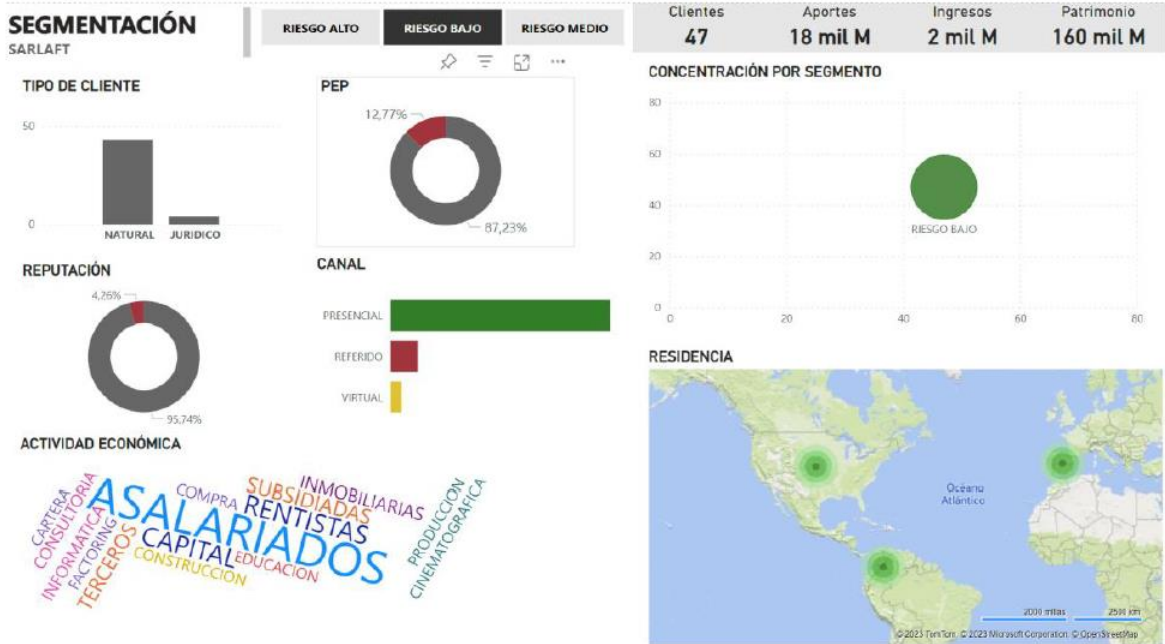 SEGMENTACIÓN
SARLAFT
RIESGO ALTO
RIESGO BAJO
RIESGO MEDIO
Clientes
47
Aportes
18 mil M
Ingresos
2 mil M
Patrimonio
160 mil M
TIPO DE CLIENTE
50
0
NATURAL
JURIDICO
PEP
12,77%
87,23%
CONCENTRACIÓN POR SEGMENTO
80
60
40
20
0
RIESGO BAJO
0
20
40
60
80
REPUTACIÓN
4,26%
95,74%
CANAL
PRESENCIAL
REFERIDO
VIRTUAL
RESIDENCIA
Océano
Atlántico
2000 millas
2500 km
© 2023 TomTom, © 2023 Microsoft Corporation, © OpenStreetMap
ACTIVIDAD ECONÓMICA
CARTERA
CONSULTORIA
INFORMATICA
FACTORING
TERCEROS
ASALARIADOS
COMPRA
SUBSIDIADAS
INMOBILIARIAS
RENTISTAS
CAPITAL
EDUCACION
CONSTRUCCION
PRODUCCION
CINEMATOGRAFICA